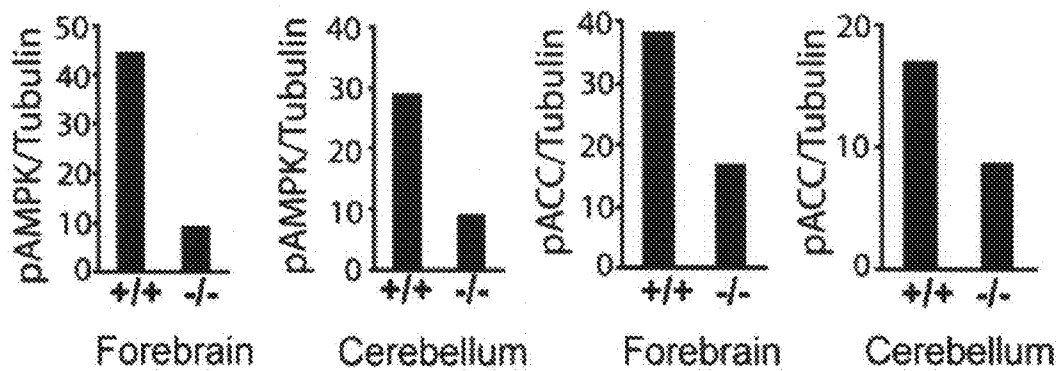 pAMPK/Tubulin
50
40
30
20
10
0
+/+ -/-
Forebrain
pAMPK/Tubulin
40
30
20
10
0
+/+ -/-
Cerebellum
pACC/Tubulin
40
30
20
10
0
+/+ -/-
Forebrain
pACC/Tubulin
20
10
0
+/+ -/-
Cerebellum